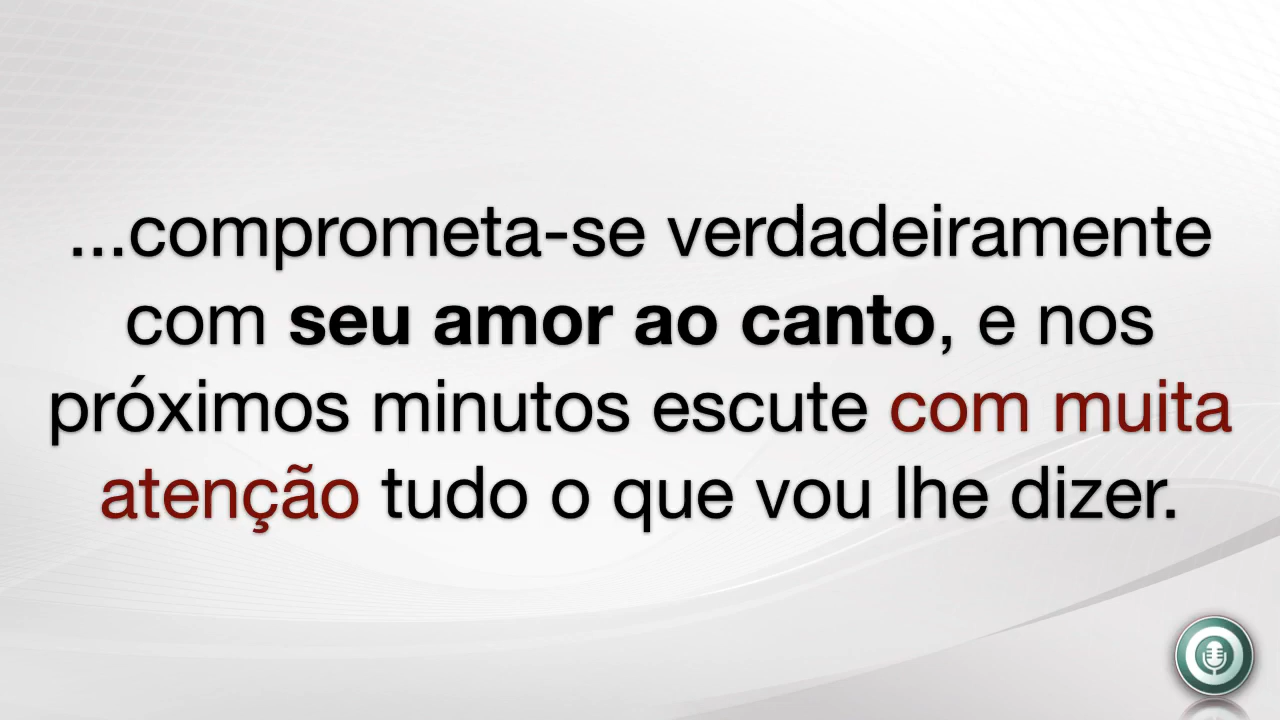 ...comprometa-se verdadeiramente
com seu amor ao canto, e nos
próximos minutos escute com muita
atenção tudo o que vou lhe dizer.